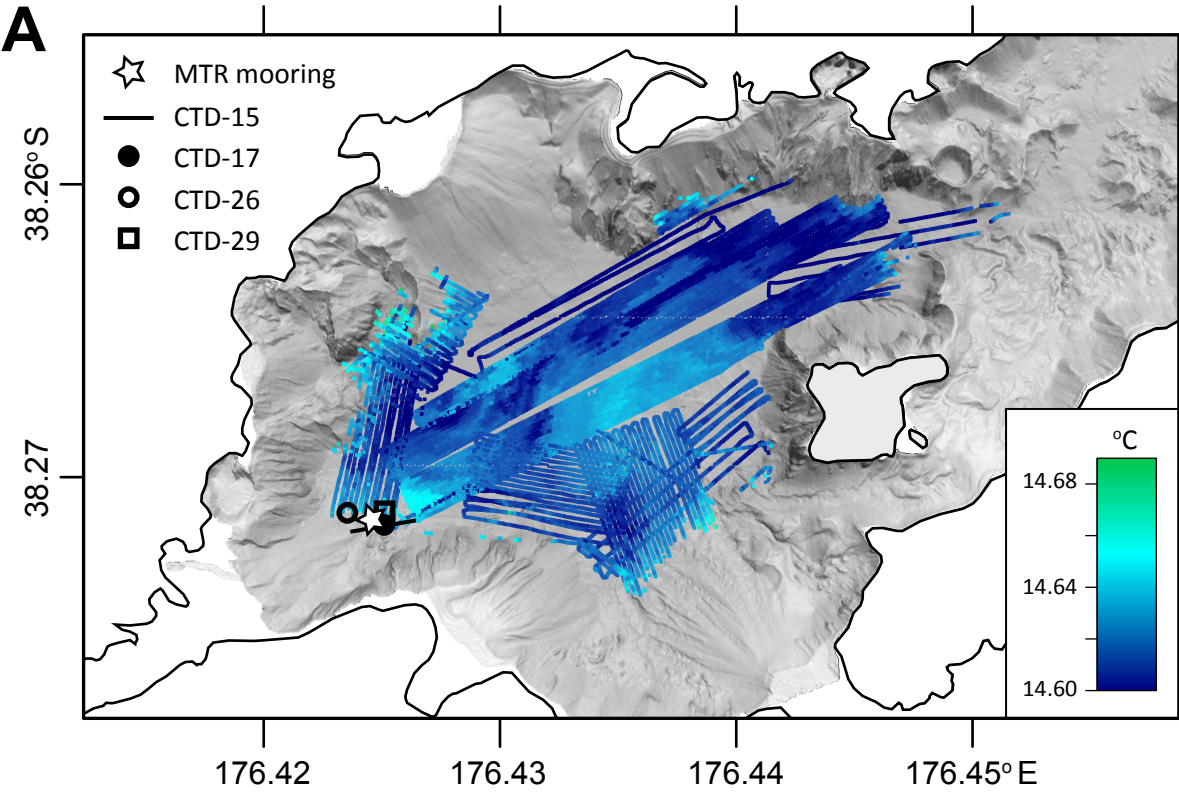 A
MTR mooring
CTD-15
CTD-17
CTD-26
CTD-29
38.26°S
38.27
°C
14.68
14.64
14.60
176.42
176.43
176.44
176.45°E